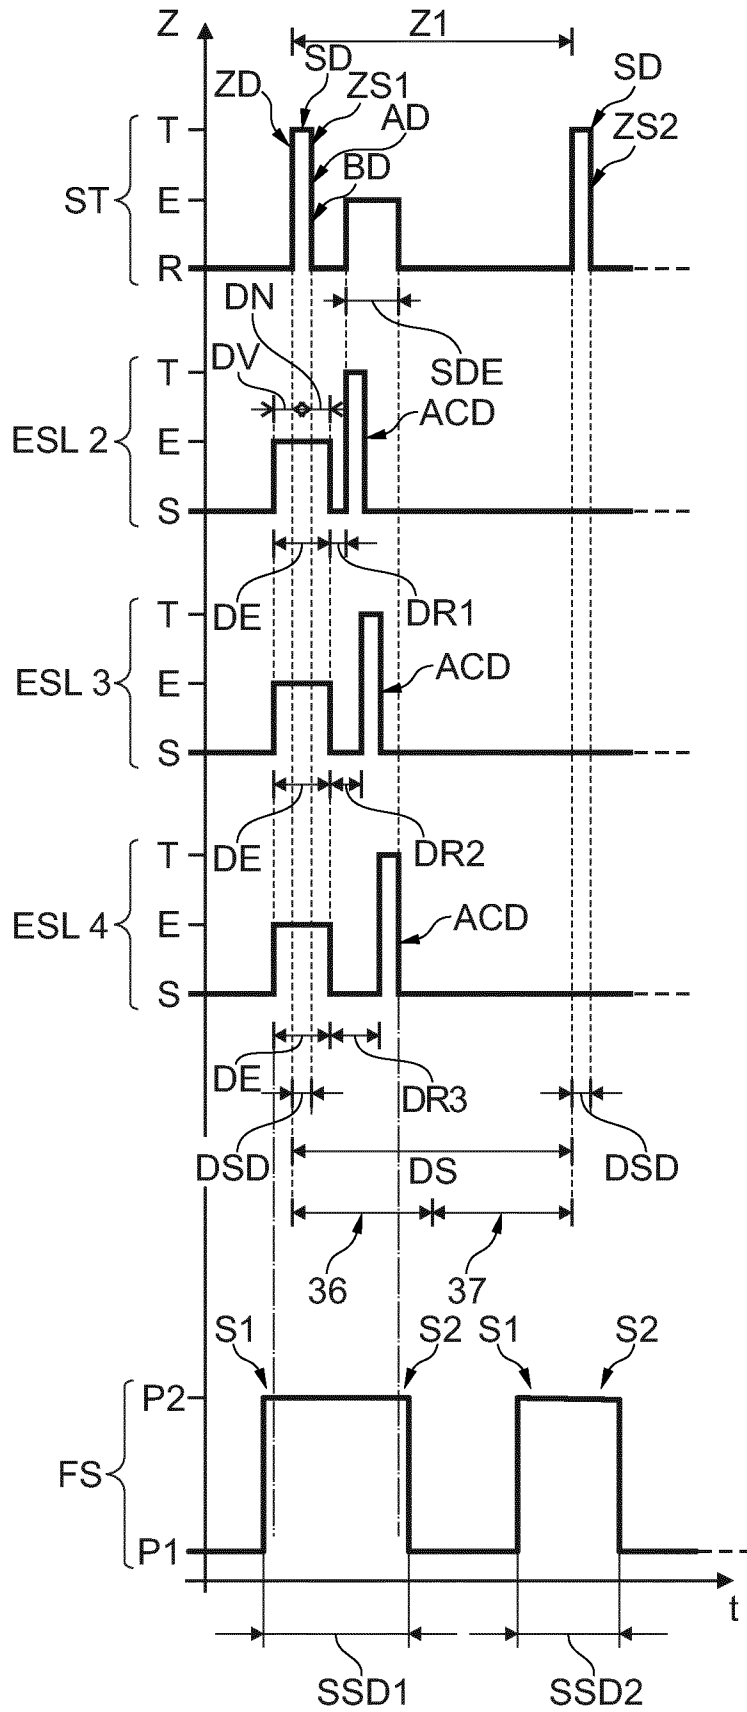 Z
Z1
SD
ZD
ZS1
AD
BD
SD
ZS2
T
ST
E
R
DN
DV
SDE
T
ACD
ESL 2
E
S
DE
DR1
T
ACD
ESL 3
E
S
DE
DR2
T
ACD
ESL 4
E
S
DE
DR3
DSD
DS
DSD
36
37
S1
S2
S1
S2
P2
FS
P1
t
SSD1
SSD2